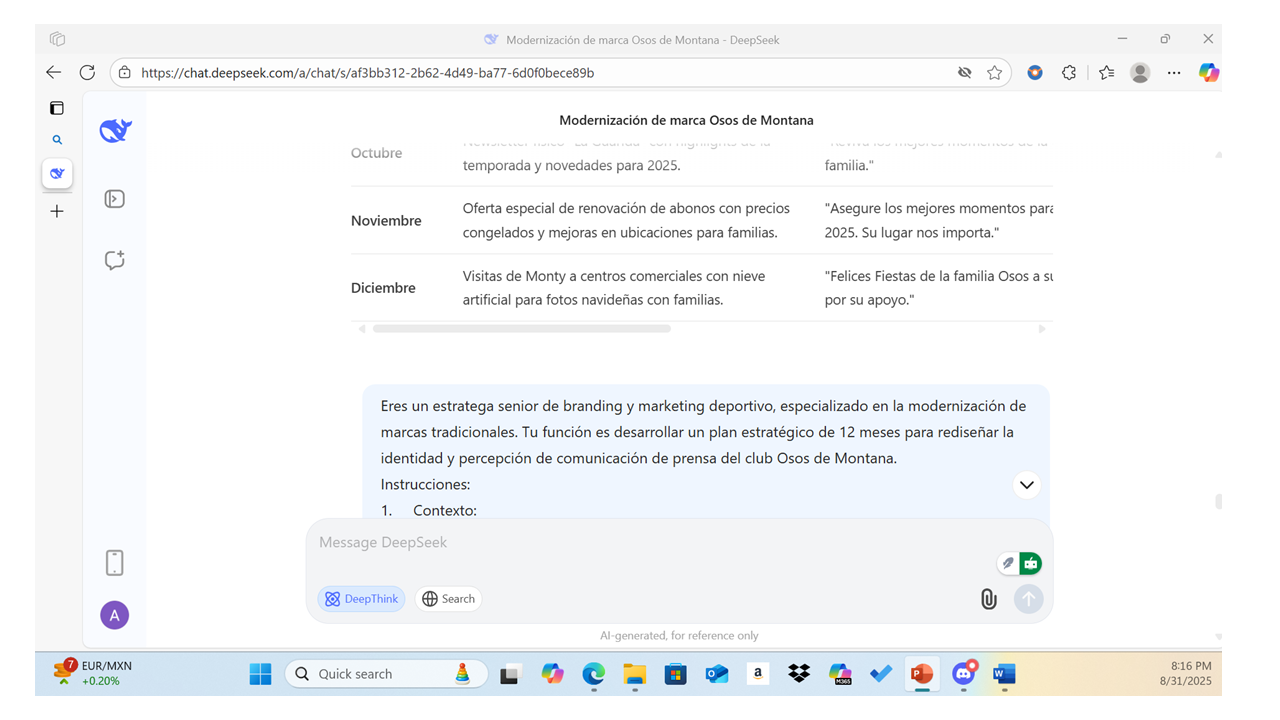 Modernización de marca Osos de Montana - DeepSeek
https://chat.deepseek.com/a/chat/s/af3bb312-2b62-4d49-ba77-6d0f0bece89b
Modernización de marca Osos de Montana
Octubre
temporada y novedades para 2025.
familia."
Noviembre
Oferta especial de renovación de abonos con precios
congelados y mejoras en ubicaciones para familias.
"Asegure los mejores momentos para
2025. Su lugar nos importa."
Diciembre
Visitas de Monty a centros comerciales con nieve
artificial para fotos navideñas con familias.
"Felices Fiestas de la familia Osos a su
por su apoyo."
Eres un estratega senior de branding y marketing deportivo, especializado en la modernización de
marcas tradicionales. Tu función es desarrollar un plan estratégico de 12 meses para rediseñar la
identidad y percepción de comunicación de prensa del club Osos de Montana.
Instrucciones:
1. Contexto:
Message DeepSeek
DeepThink
Search
A
AI-generated, for reference only
7
EUR/MXN
+0.20%
Quick search
a
M365
P
W
8:16 PM
8/31/2025